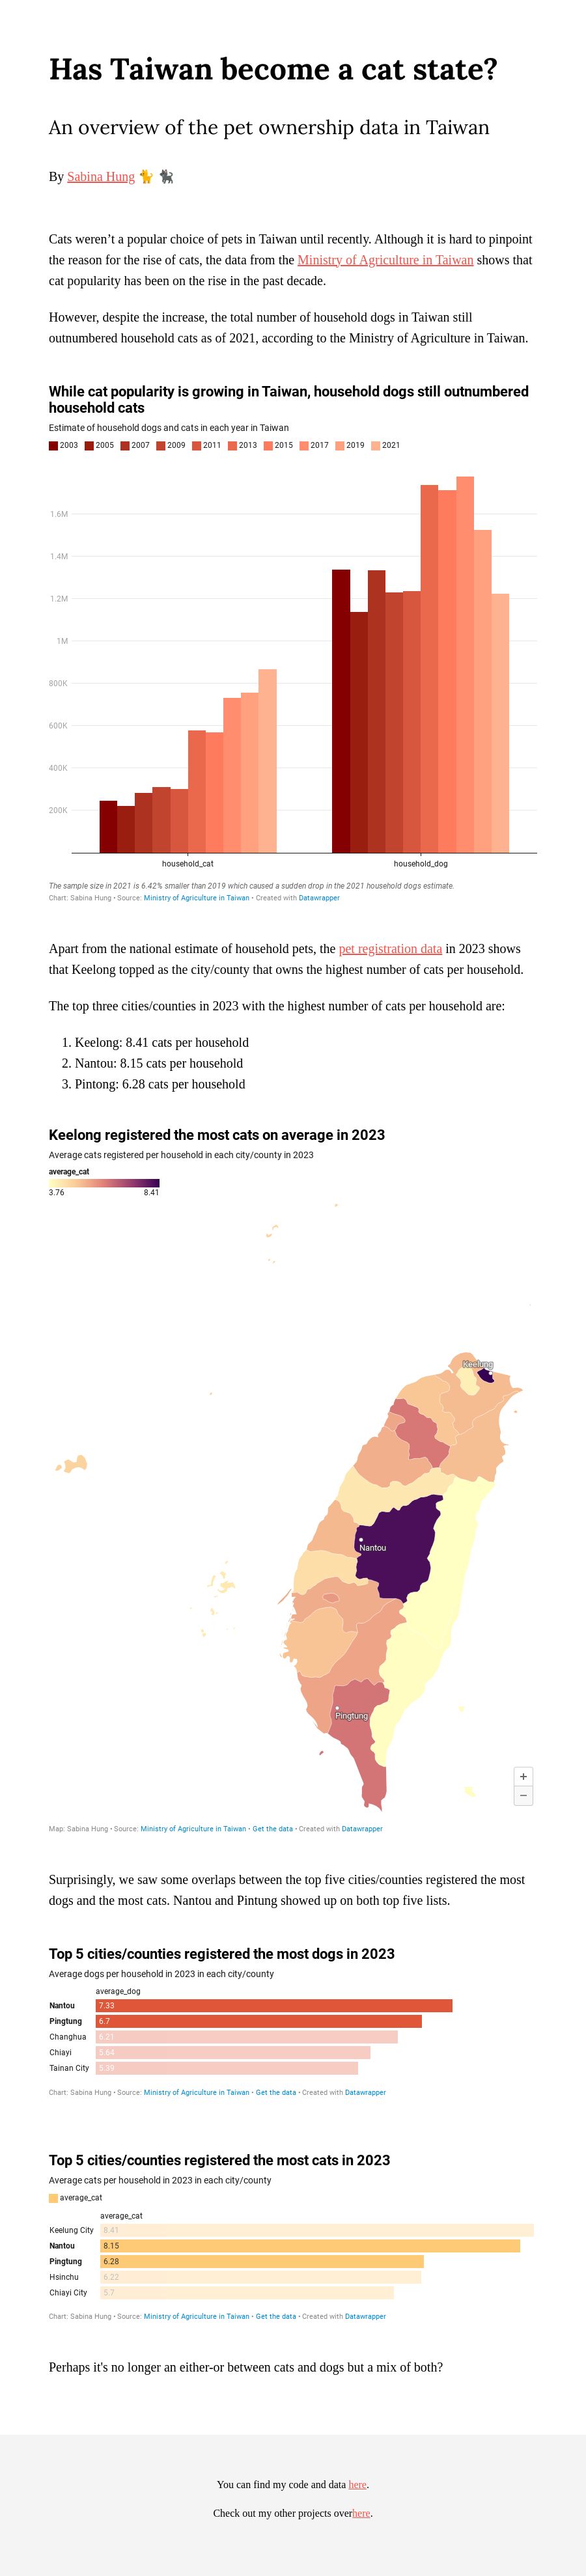 Has Taiwan become a cat state?
An overview of the pet ownership data in Taiwan
By Sabina Hung 🐈 🐈‍⬛
Cats weren’t a popular choice of pets in Taiwan until recently. Although it is hard to pinpoint
the reason for the rise of cats, the data from the Ministry of Agriculture in Taiwan shows that
cat popularity has been on the rise in the past decade.
However, despite the increase, the total number of household dogs in Taiwan still
outnumbered household cats as of 2021, according to the Ministry of Agriculture in Taiwan.
While cat popularity is growing in Taiwan, household dogs still outnumbered
household cats
Estimate of household dogs and cats in each year in Taiwan
2003 2005 2007 2009 2011 2013 2015 2017 2019 2021
1.6M
1.4M
1.2M
1M
800K
600K
400K
200K
household_cat household_dog
The sample size in 2021 is 6.42% smaller than 2019 which caused a sudden drop in the 2021 household dogs estimate.
Chart: Sabina Hung • Source: Ministry of Agriculture in Taiwan • Created with Datawrapper
Apart from the national estimate of household pets, the pet registration data in 2023 shows
that Keelong topped as the city/county that owns the highest number of cats per household.
The top three cities/counties in 2023 with the highest number of cats per household are:
1. Keelong: 8.41 cats per household
2. Nantou: 8.15 cats per household
3. Pintong: 6.28 cats per household
Keelong registered the most cats on average in 2023
Average cats registered per household in each city/county in 2023
average_cat
3.76 8.41
Keelung
Nantou
Pingtung
+
−
Map: Sabina Hung • Source: Ministry of Agriculture in Taiwan • Get the data • Created with Datawrapper
Surprisingly, we saw some overlaps between the top five cities/counties registered the most
dogs and the most cats. Nantou and Pintung showed up on both top five lists.
Top 5 cities/counties registered the most dogs in 2023
Average dogs per household in 2023 in each city/county
average_dog
Nantou 7.33
Pingtung 6.7
Changhua 6.21
Chiayi 5.64
Tainan City 5.39
Chart: Sabina Hung • Source: Ministry of Agriculture in Taiwan • Get the data • Created with Datawrapper
Top 5 cities/counties registered the most cats in 2023
Average cats per household in 2023 in each city/county
average_cat
average_cat
Keelung City 8.41
Nantou 8.15
Pingtung 6.28
Hsinchu 6.22
Chiayi City 5.7
Chart: Sabina Hung • Source: Ministry of Agriculture in Taiwan • Get the data • Created with Datawrapper
Perhaps it's no longer an either-or between cats and dogs but a mix of both?
You can find my code and data here.
Check out my other projects overhere.